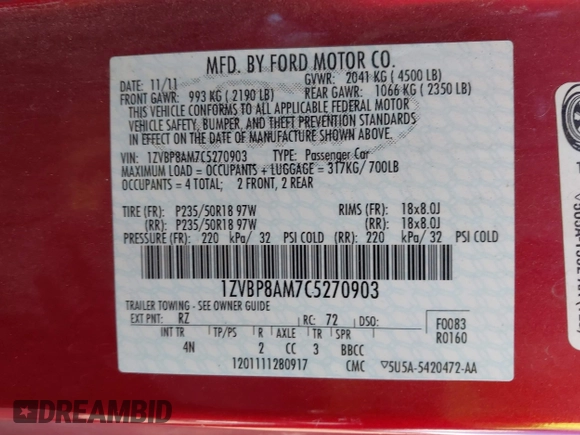 MFD. BY FORD MOTOR CO.
DATE: 11/11 GVWR: 2041 KG ( 4500 LB)
FRONT GAWR: 993 KG ( 2190 LB) REAR GAWR: 1066 KG ( 2350 LB)
THIS VEHICLE CONFORMS TO ALL APPLICABLE FEDERAL MOTOR
VEHICLE SAFETY, BUMPER, AND THEFT PREVENTION STANDARDS
IN EFFECT ON THE DATE OF MANUFACTURE SHOWN ABOVE.
VIN: 1ZVBP8AM7C5270903 TYPE: Passenger Car
MAXIMUM LOAD = OCCUPANTS + LUGGAGE = 317KG/ 700LB
OCCUPANTS = 4 TOTAL; 2 FRONT, 2 REAR
TIRE (FR): P235/50R18 97W RIMS (FR): 18x8.0J
(RR): P235/50R18 97W (RR): 18x8.0J
PRESSURE (FR): 220 kPa/ 32 PSI COLD (RR): 220 kPa/ 32 PSI COLD
1ZVBP8AM7C5270903
TRAILER TOWING - SEE OWNER GUIDE
EXT PNT: RZ RC: 72 DSO: F0083
INT TR TP/PS R AXLE TR SPR R0160
4N 2 CC 3 BBCC
1201111280917 CMC ▽5U5A-5420472-AA
DREAMBID